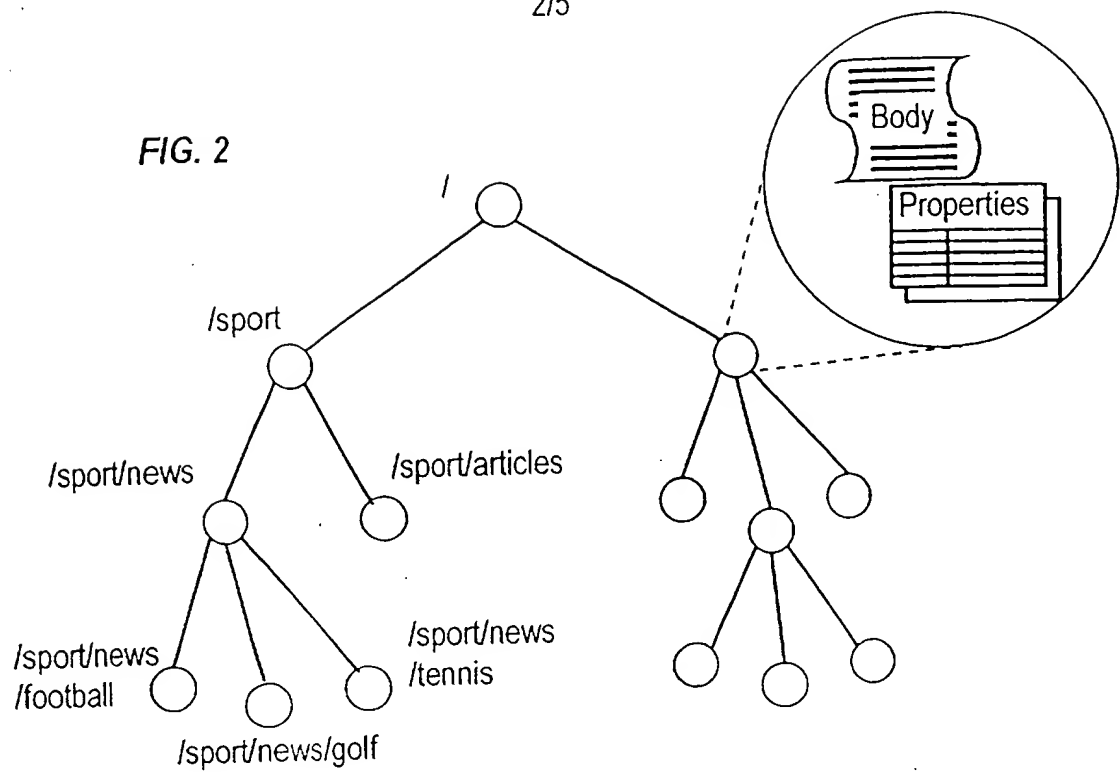 2/5
FIG. 2
Body
Properties
/
/sport
/sport/news
/sport/articles
/sport/news
/football
/sport/news/golf
/sport/news
/tennis